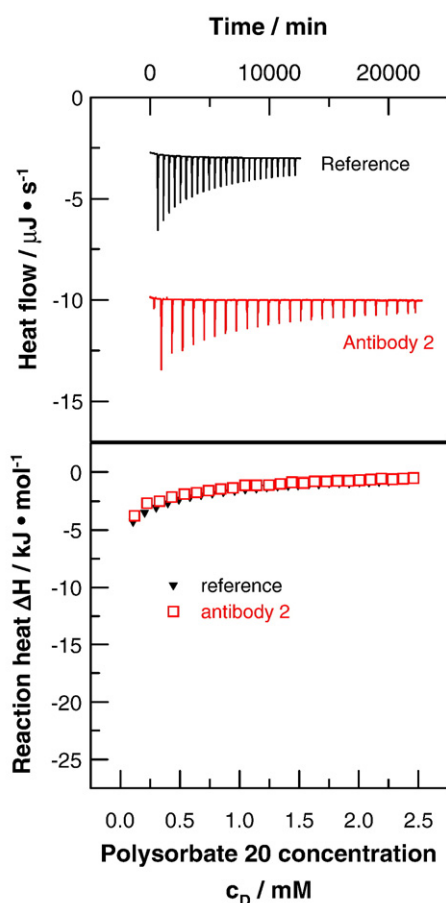 Time / min
0 10000 20000
Heat flow / μJ • s⁻¹
0
-5
-10
-15
Reference
Antibody 2
Reaction heat ΔH / kJ • mol⁻¹
0
-5
-10
-15
-20
-25
reference
antibody 2
0.0 0.5 1.0 1.5 2.0 2.5
Polysorbate 20 concentration
c_D / mM